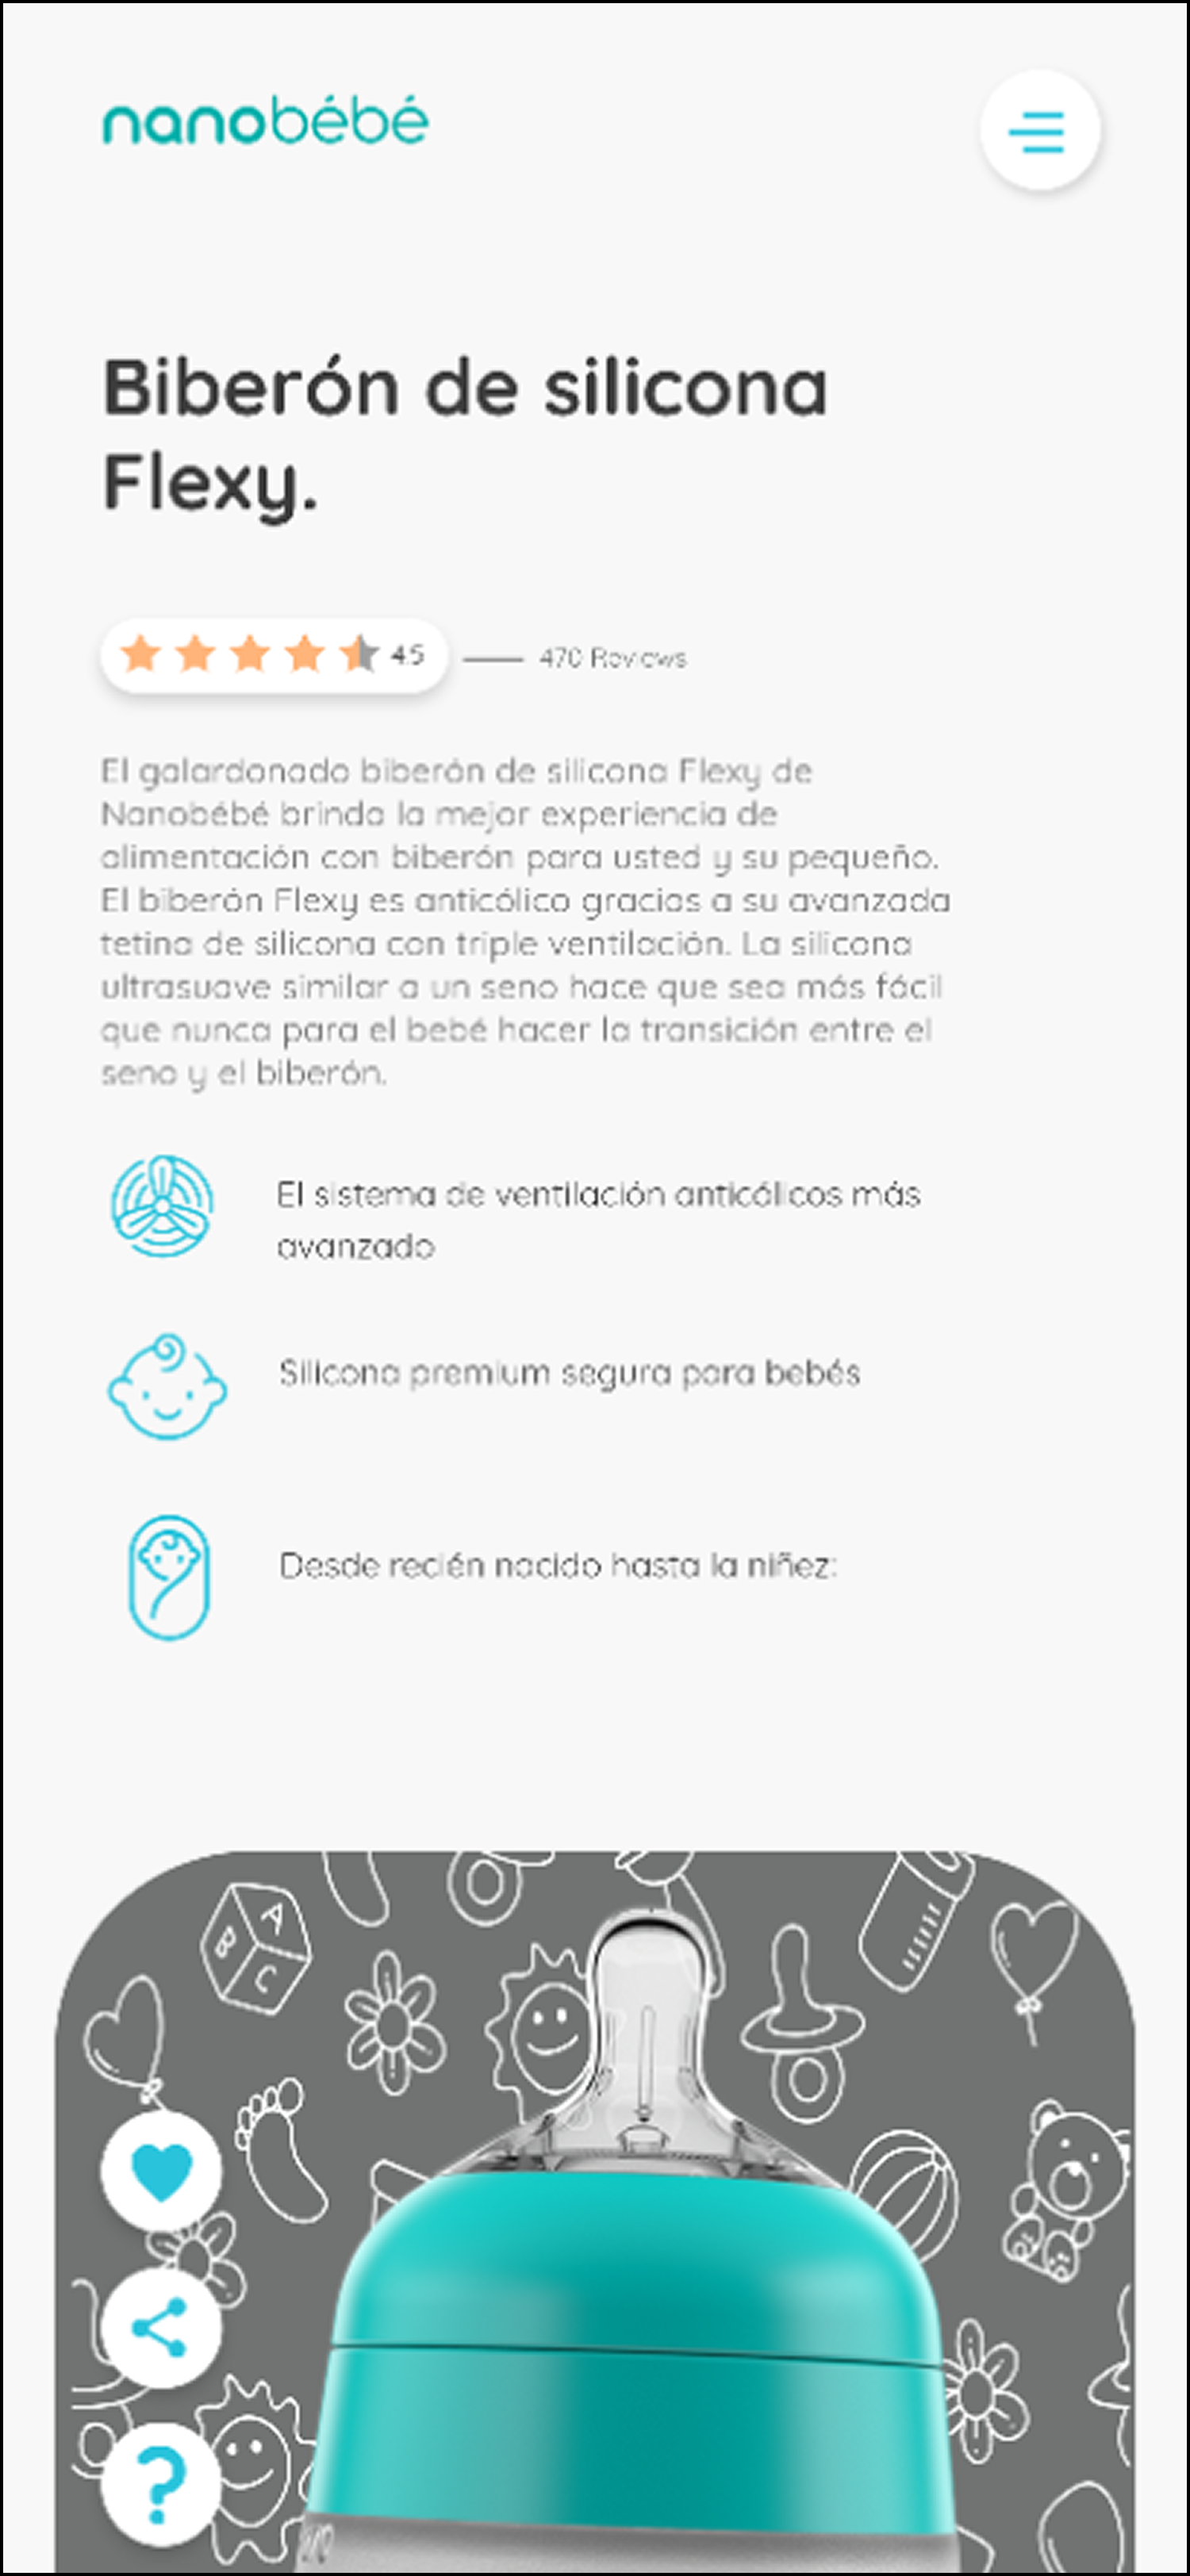 nanobébé
Biberón de silicona
Flexy.
4.5
470 Reviews
El galardonado biberón de silicona Flexy de
Nanobébé brinda la mejor experiencia de
alimentación con biberón para usted y su pequeño.
El biberón Flexy es anticólico gracias a su avanzada
tetina de silicona con triple ventilación. La silicona
ultrasuave similar a un seno hace que sea más fácil
que nunca para el bebé hacer la transición entre el
seno y el biberón.
El sistema de ventilación anticólicos más
avanzado
Silicona premium segura para bebés
Desde recién nacido hasta la niñez:
A
B
C
?